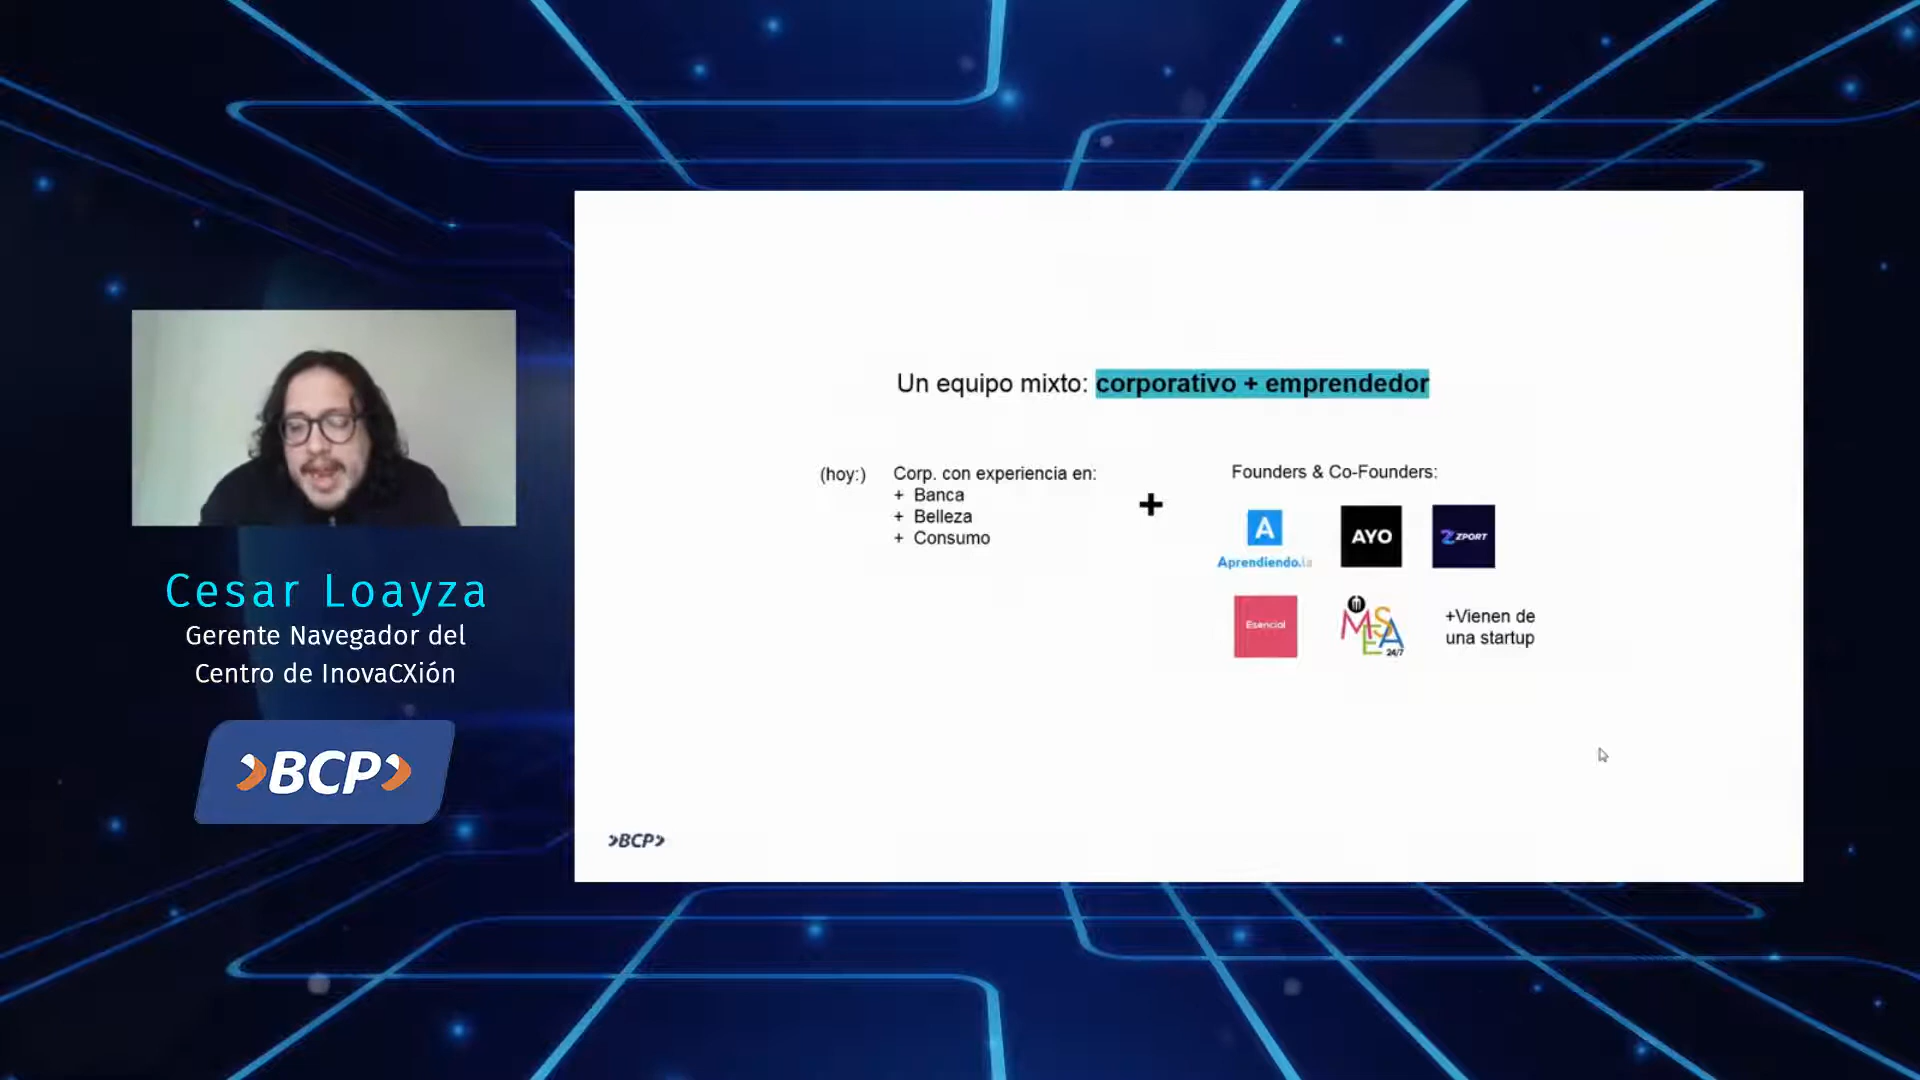 Cesar Loayza
Gerente Navegador del
Centro de InovaCXión
BCP
Un equipo mixto: corporativo + emprendedor
(hoy:) Corp. con experiencia en:
+ Banca
+ Belleza
+ Consumo
+
Founders & Co-Founders:
A
Aprendiendo.la
AYO
ZPORT
Esencial
MESA
24/7
+Vienen de
una startup
BCP